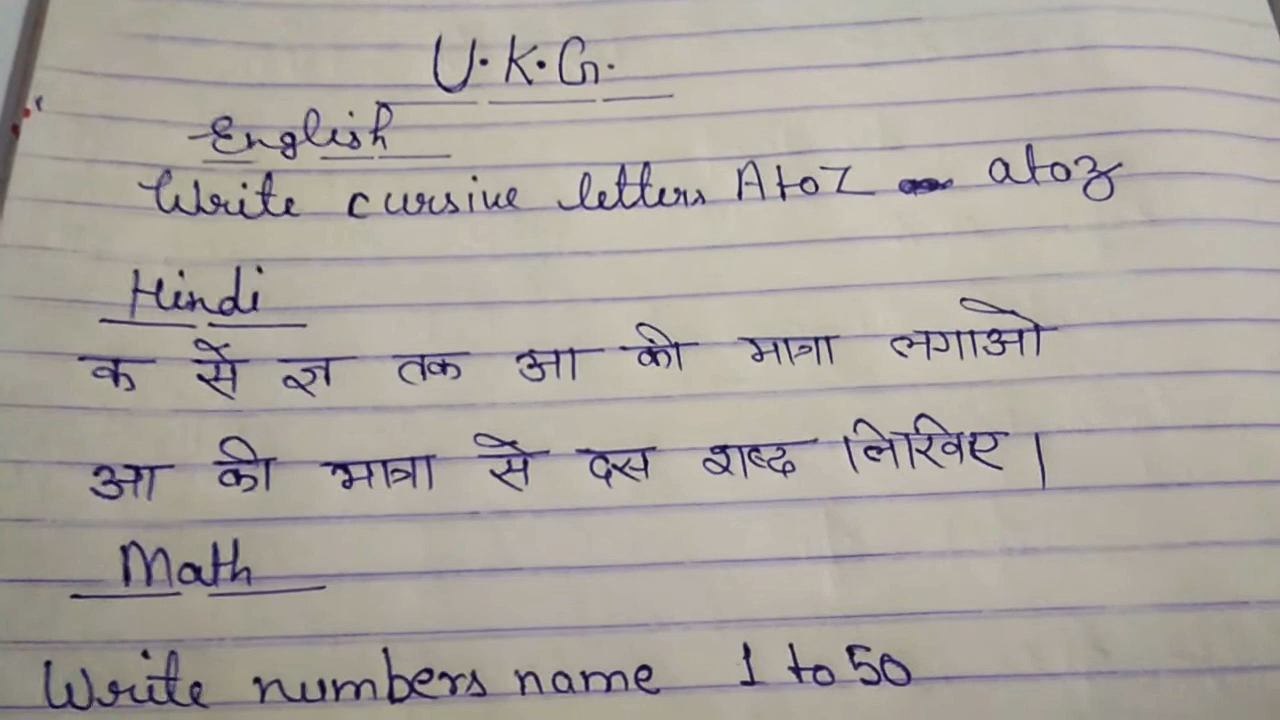 U.K.G.
English
Write cursive letters A to Z a to z
Hindi
क से ज्ञ तक आ की मात्रा लगाओ
आ की मात्रा से दस शब्द लिखिए।
Math
Write numbers name 1 to 50